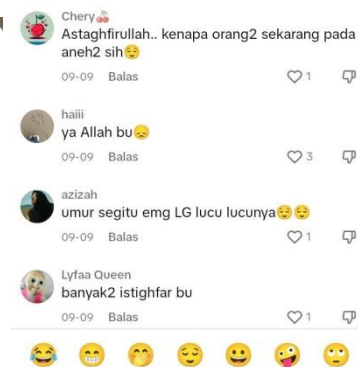 Chery🍒
Astaghfirullah.. kenapa orang2 sekarang pada
aneh2 sih😌
09-09 Balas 1
haiii
ya Allah bu😞
09-09 Balas 3
azizah
umur segitu emg LG lucu lucunya😌😌
09-09 Balas 1
Lyfaa Queen
banyak2 istighfar bu
09-09 Balas 1